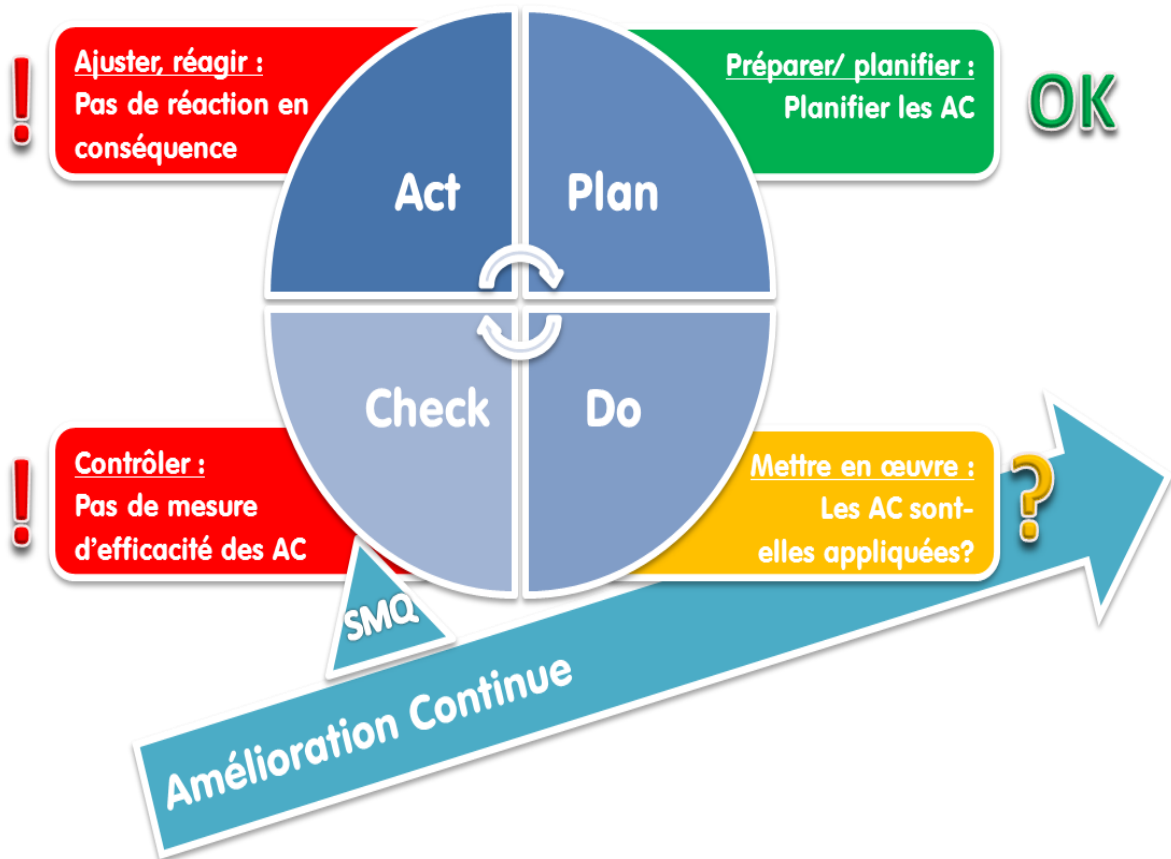 !
Ajuster, réagir :
Pas de réaction en
conséquence
Préparer/ planifier :
Planifier les AC
OK
Act
Plan
Check
Do
!
Contrôler :
Pas de mesure
d’efficacité des AC
Mettre en œuvre :
Les AC sont-
elles appliquées?
?
SMQ
Amélioration Continue